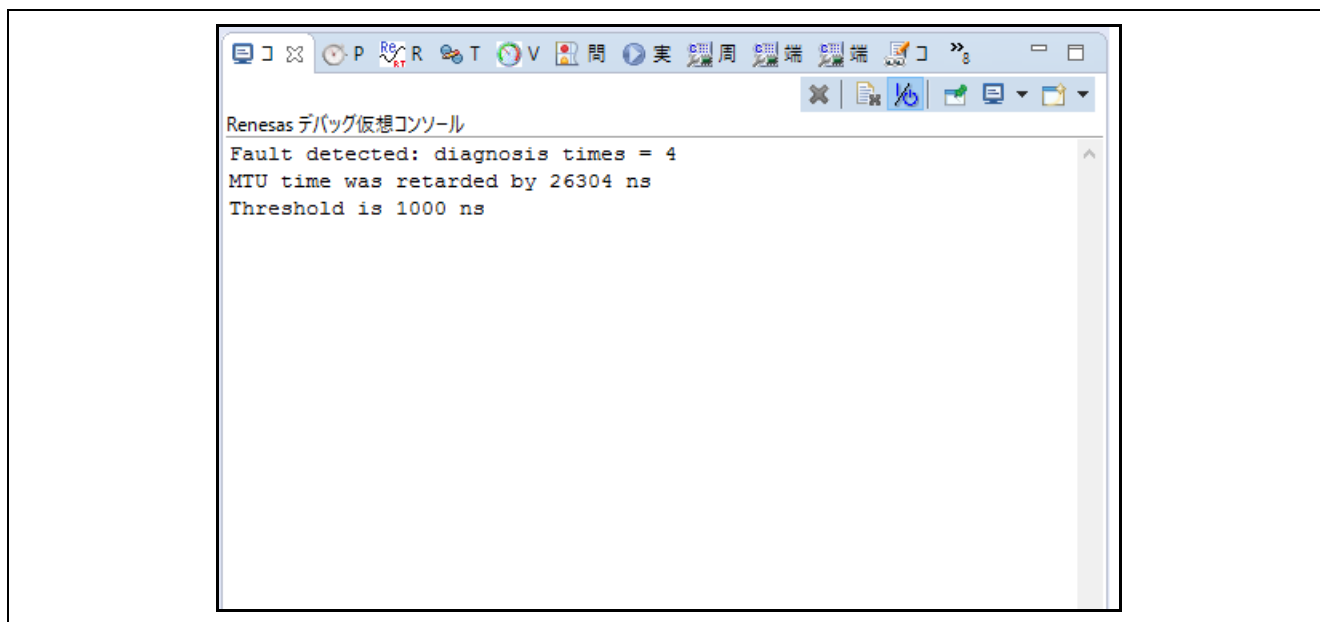 コ P R T V 問 実 周 端 端 コ »8
Renesas デバッグ仮想コンソール
Fault detected: diagnosis times = 4
MTU time was retarded by 26304 ns
Threshold is 1000 ns